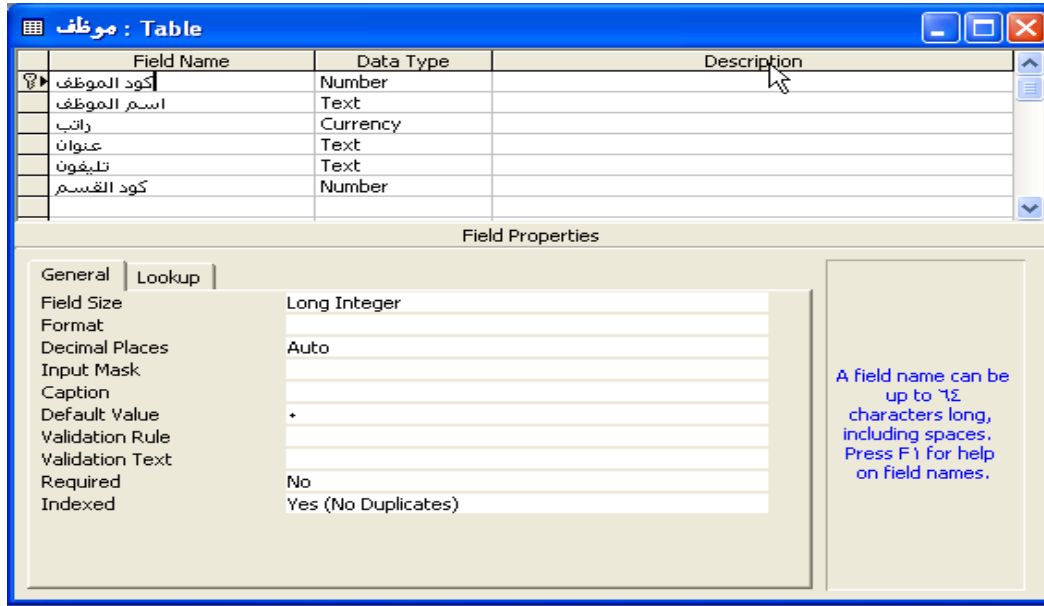 موظف : Table
Field Name Data Type Description
كود الموظف Number
اسم الموظف Text
راتب Currency
عنوان Text
تليفون Text
كود القسم Number
Field Properties
General Lookup
Field Size Long Integer
Format
Decimal Places Auto
Input Mask
Caption
Default Value ٠
Validation Rule
Validation Text
Required No
Indexed Yes (No Duplicates)
A field name can be
up to ٦٤
characters long,
including spaces.
Press F١ for help
on field names.